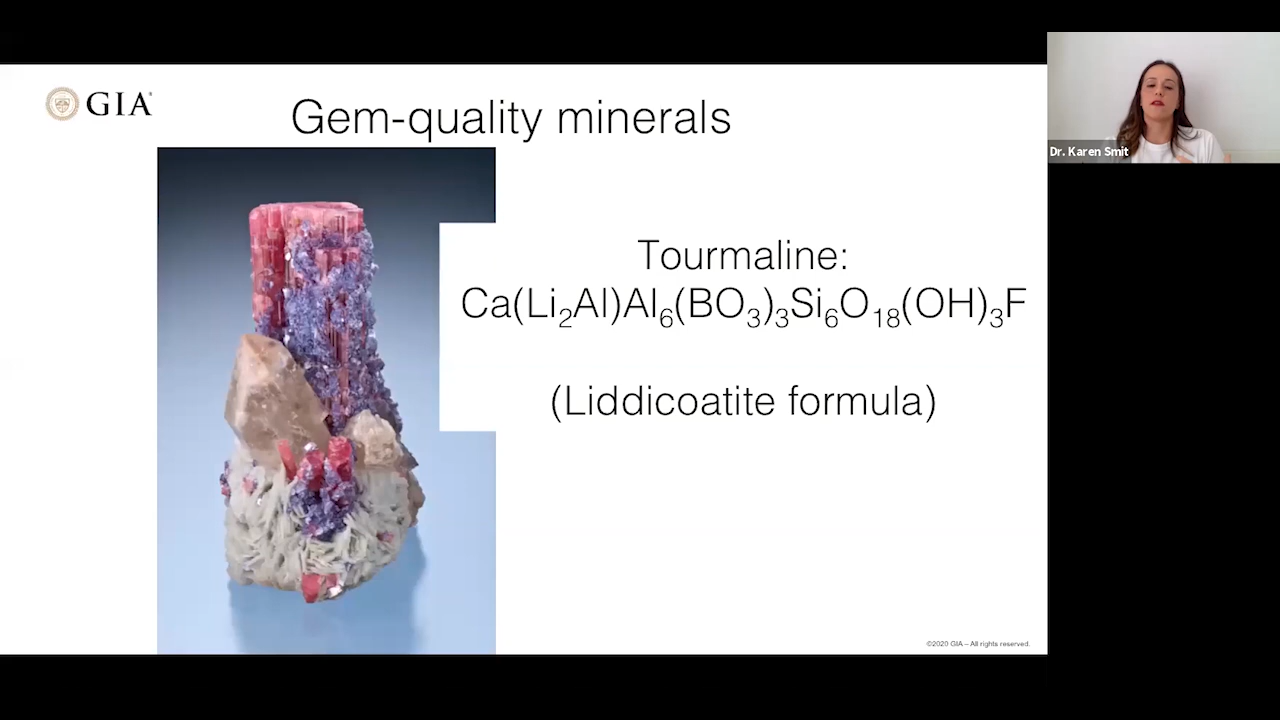 GIA
Gem-quality minerals
Dr. Karen Smit
Tourmaline:
Ca(Li₂Al)Al₆(BO₃)₃Si₆O₁₈(OH)₃F
(Liddicoatite formula)
©2020 GIA – All rights reserved.